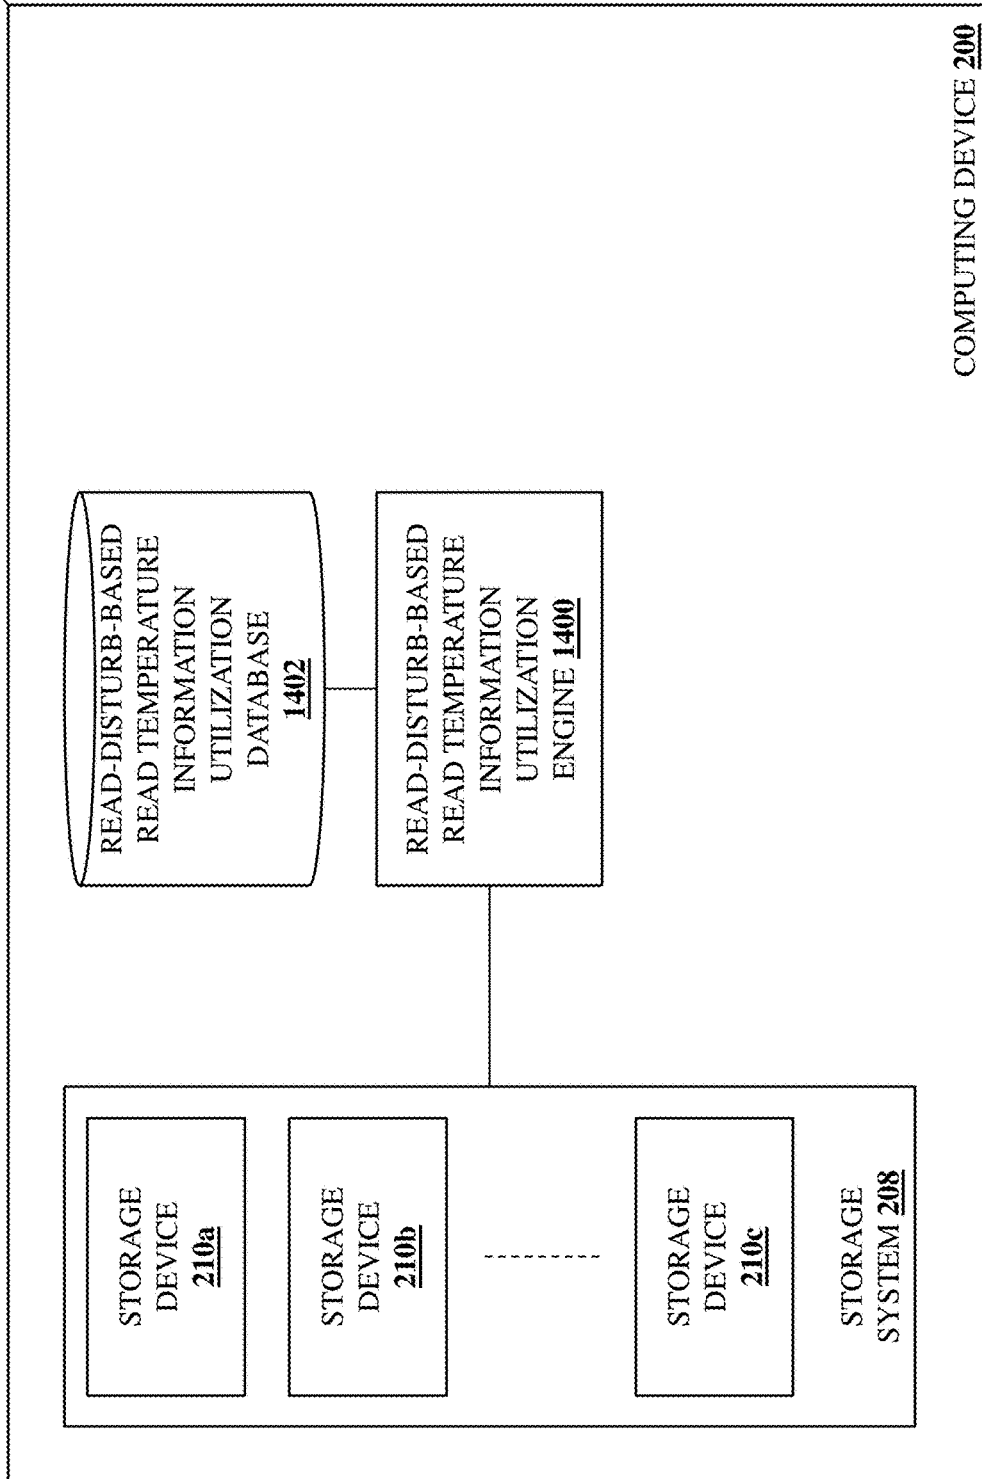 STORAGE
DEVICE
210a
STORAGE
DEVICE
210b
STORAGE
DEVICE
210c
STORAGE
SYSTEM 208
READ-DISTURB-BASED
READ TEMPERATURE
INFORMATION
UTILIZATION
DATABASE
1402
READ-DISTURB-BASED
READ TEMPERATURE
INFORMATION
UTILIZATION
ENGINE 1400
COMPUTING DEVICE 200